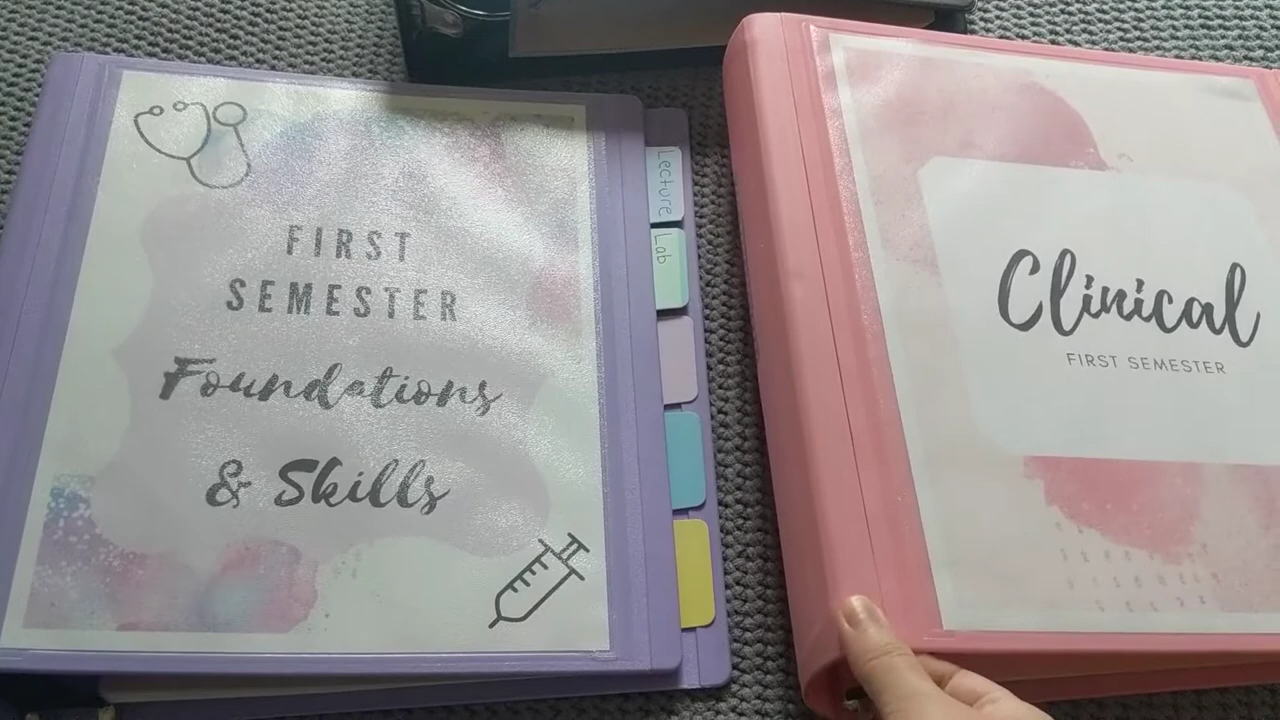 FIRST
SEMESTER
Foundations
& Skills
Lecture
Lab
Clinical
FIRST SEMESTER